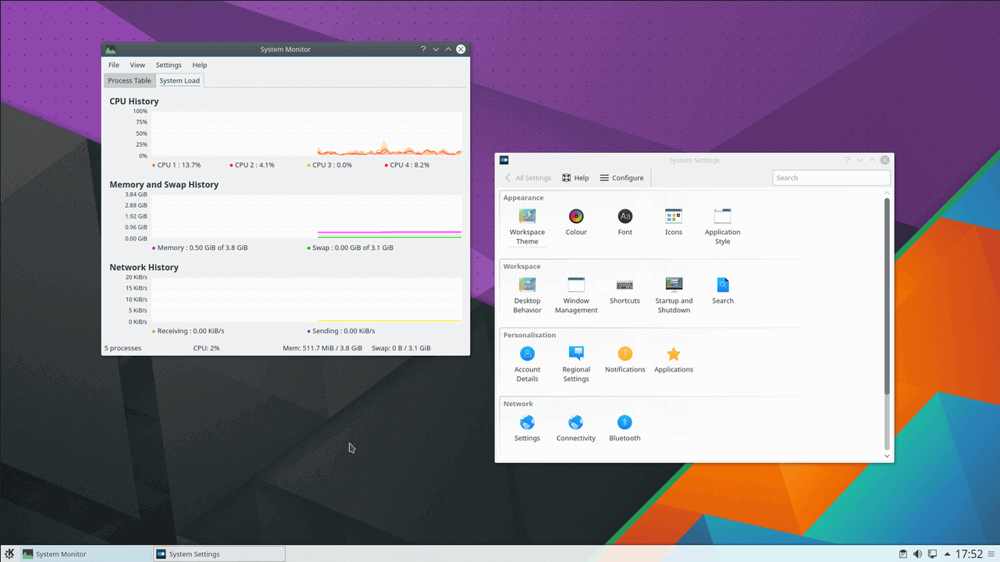 System Monitor
File View Settings Help
Process Table System Load
CPU History
100%
75%
50%
25%
0%
CPU 1 : 13.7% CPU 2 : 4.1% CPU 3 : 0.0% CPU 4 : 8.2%
Memory and Swap History
3.84 GiB
2.88 GiB
1.92 GiB
0.96 GiB
0.00 GiB
Memory : 0.50 GiB of 3.8 GiB Swap : 0.00 GiB of 3.1 GiB
Network History
20 KiB/s
15 KiB/s
10 KiB/s
5 KiB/s
0 KiB/s
Receiving : 0.00 KiB/s Sending : 0.00 KiB/s
5 processes CPU: 2% Mem: 511.7 MiB / 3.8 GiB Swap: 0 B / 3.1 GiB
System Settings
All Settings Help Configure Search
Appearance
Workspace Theme
Colour
Aa
Font
Icons
Application Style
Workspace
Desktop Behavior
Window Management
Shortcuts
Startup and Shutdown
Search
Personalisation
Account Details
Regional Settings
Notifications
Applications
Network
Settings
Connectivity
Bluetooth
System Monitor System Settings 17:52